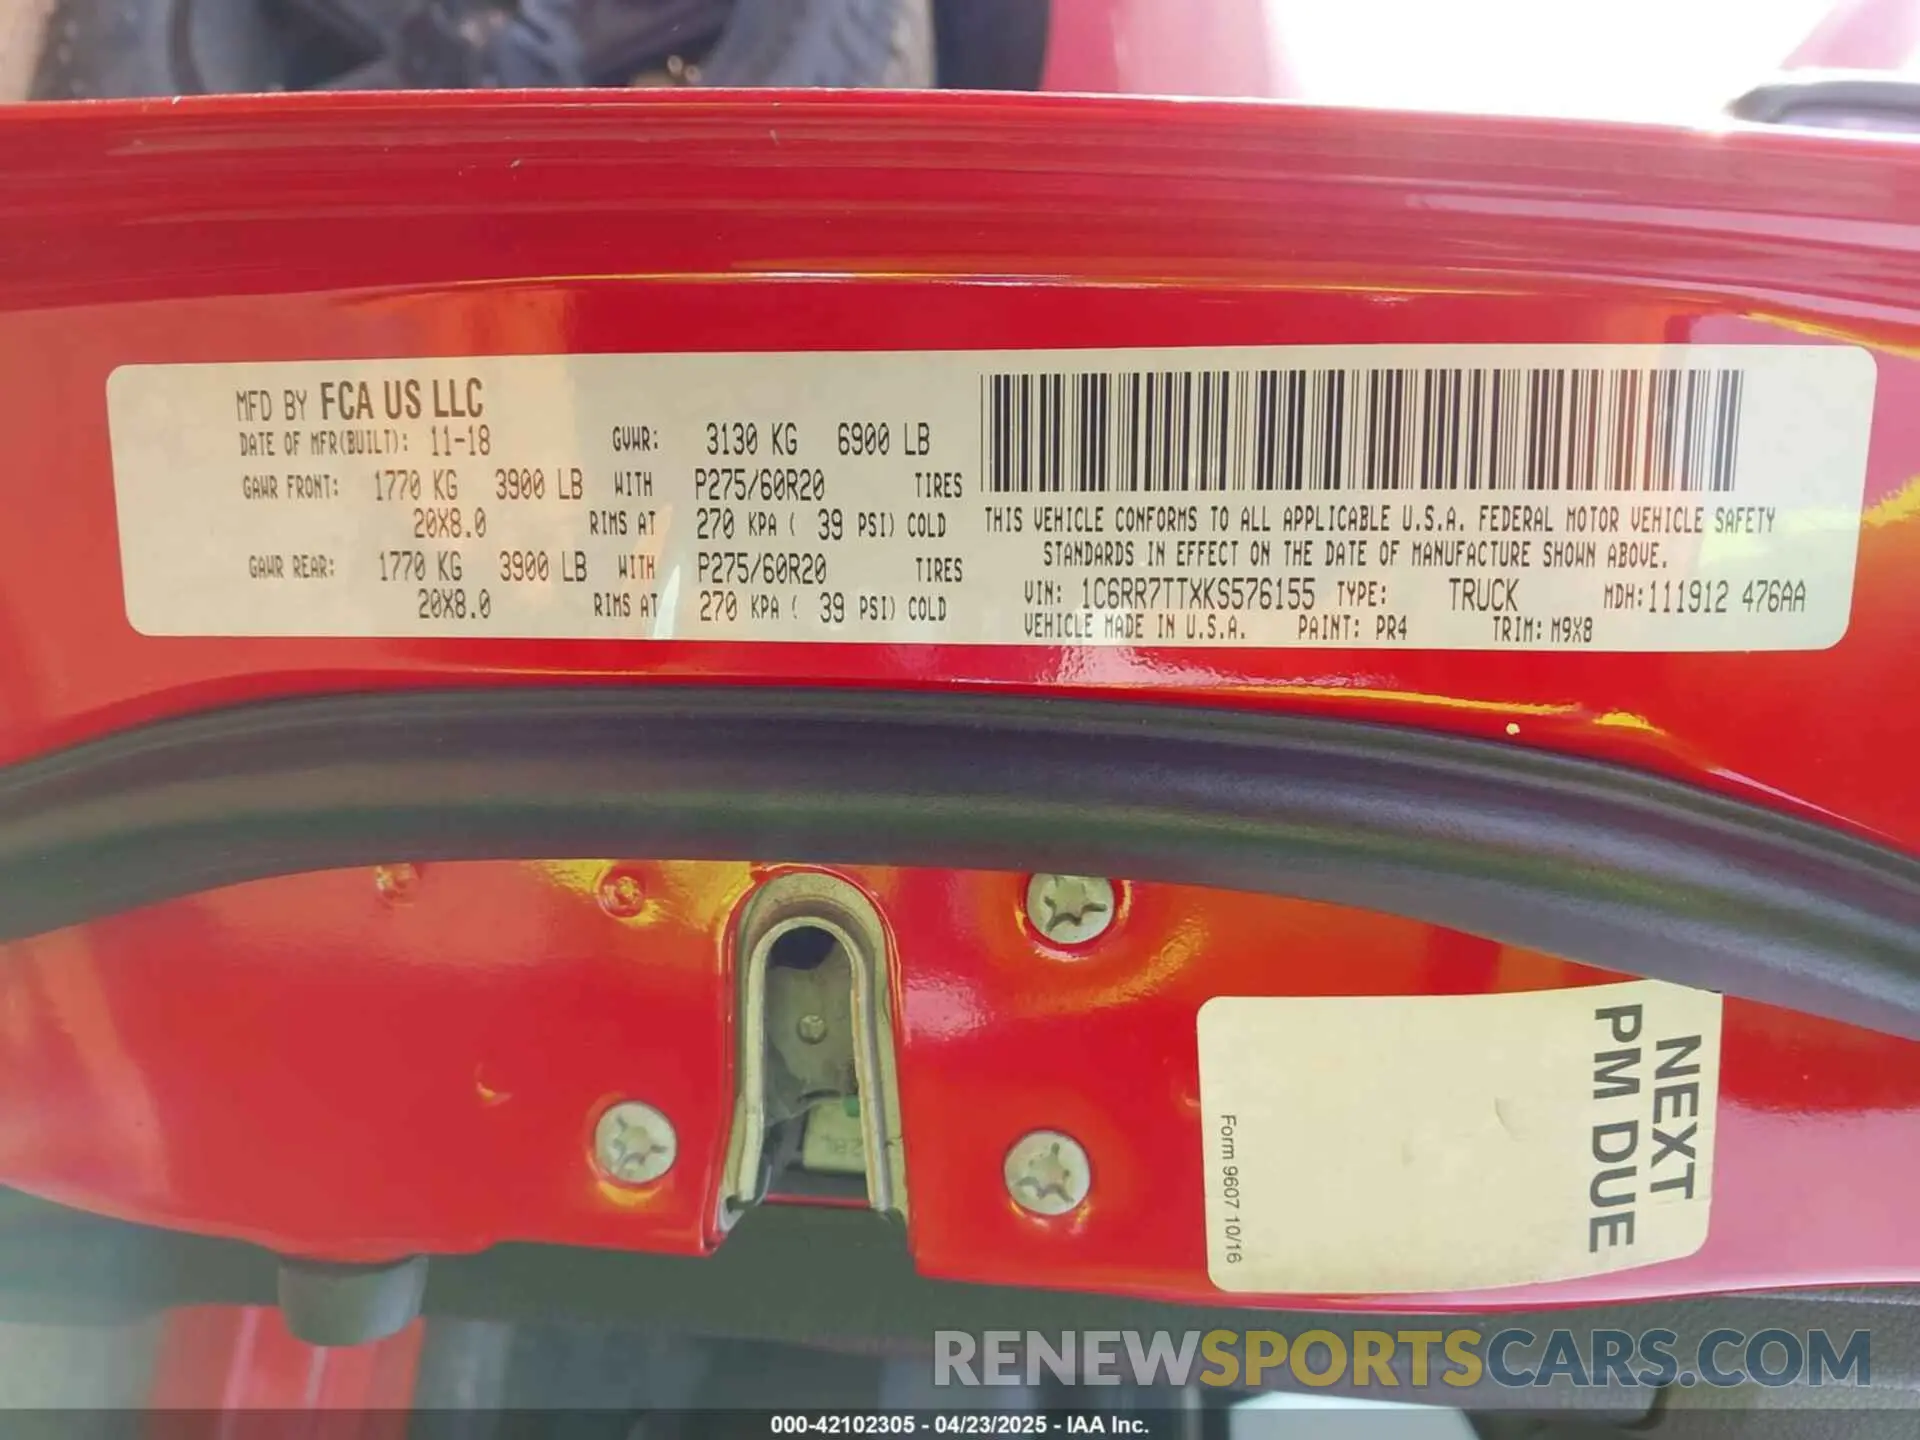 MFD BY FCA US LLC
DATE OF MFR(BUILT): 11-18 GVWR: 3130 KG 6900 LB
GAWR FRONT: 1770 KG 3900 LB WITH P275/60R20 TIRES
20X8.0 RIMS AT 270 KPA ( 39 PSI) COLD
GAWR REAR: 1770 KG 3900 LB WITH P275/60R20 TIRES
20X8.0 RIMS AT 270 KPA ( 39 PSI) COLD
THIS VEHICLE CONFORMS TO ALL APPLICABLE U.S.A. FEDERAL MOTOR VEHICLE SAFETY
STANDARDS IN EFFECT ON THE DATE OF MANUFACTURE SHOWN ABOVE.
VIN: 1C6RR7TTXKS576155 TYPE: TRUCK MDH:111912 476AA
VEHICLE MADE IN U.S.A. PAINT: PR4 TRIM: M9X8
NEXT
PM DUE
Form 9607 10/16
RENEWSPORTSCARS.COM
000-42102305 - 04/23/2025 - IAA Inc.